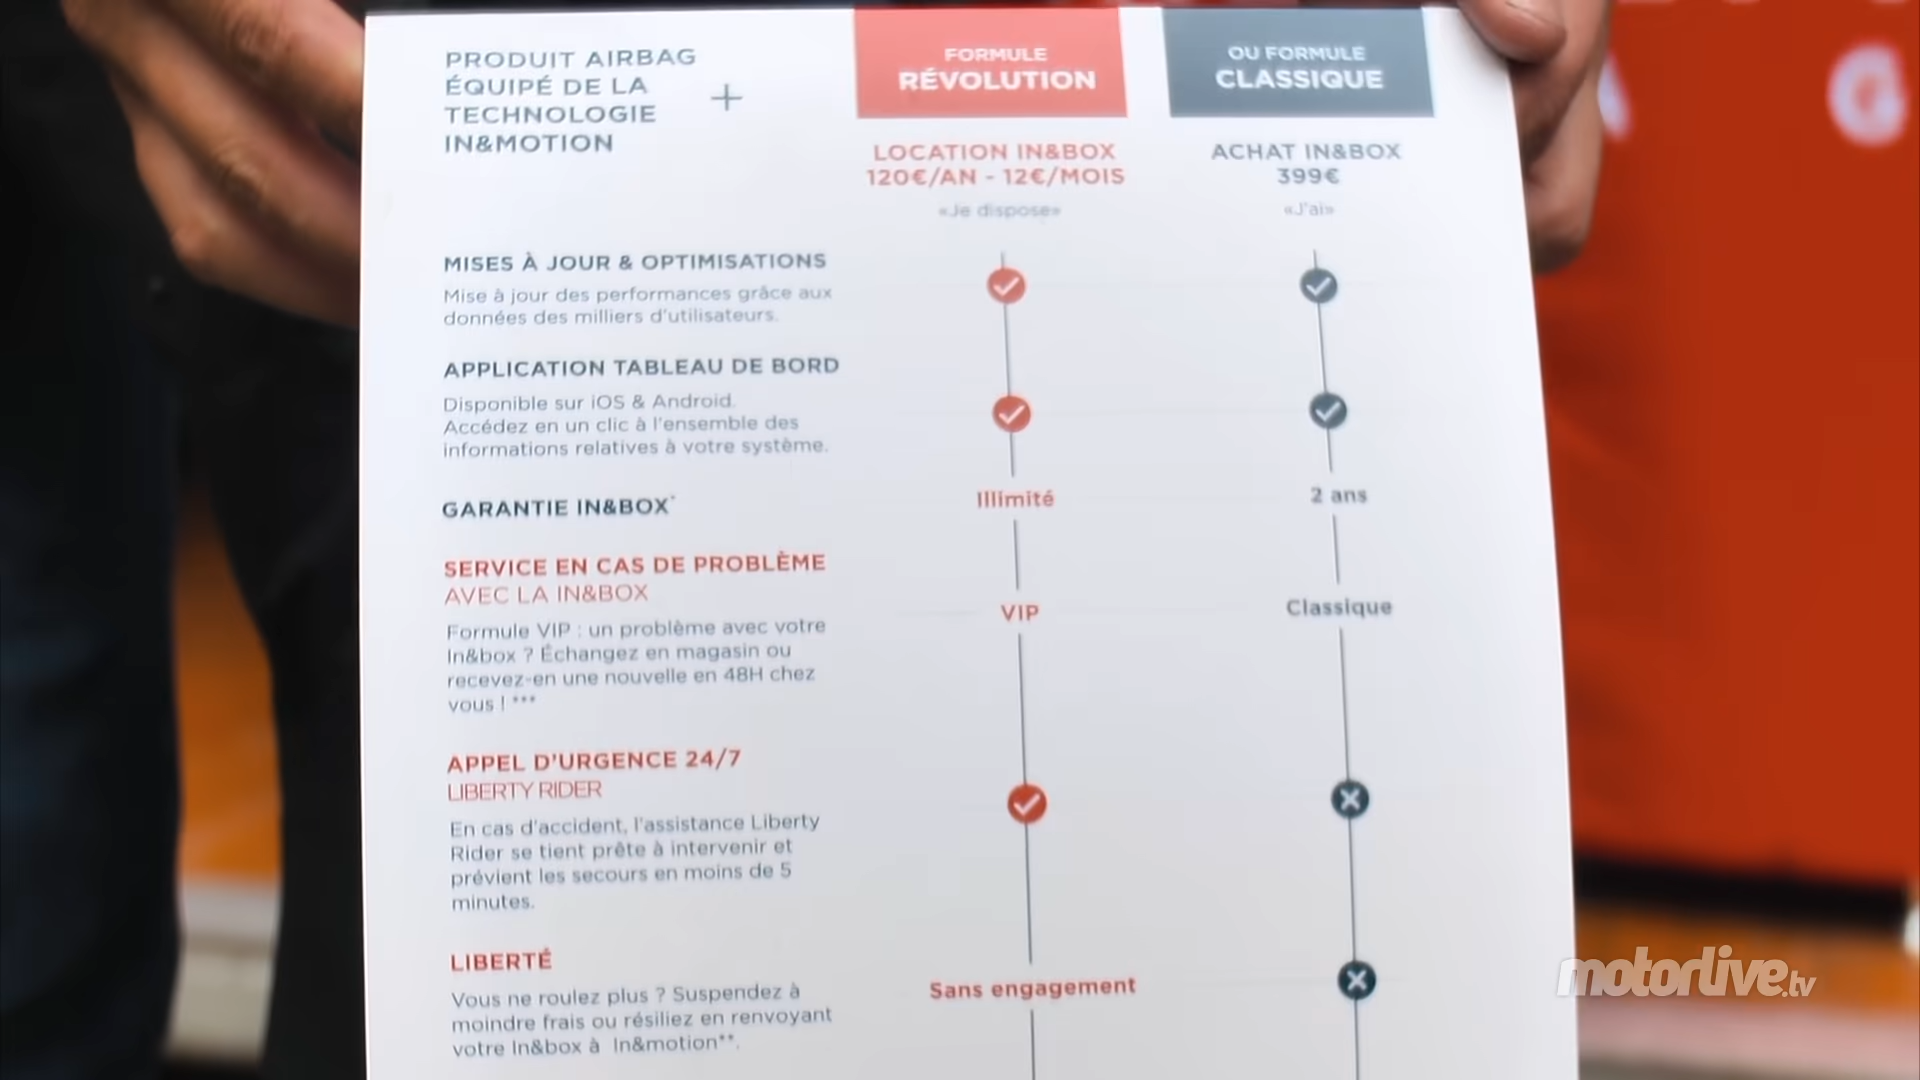 PRODUIT AIRBAG
ÉQUIPÉ DE LA
TECHNOLOGIE
IN&MOTION
+
FORMULE
RÉVOLUTION
OU FORMULE
CLASSIQUE
LOCATION IN&BOX
120€/AN - 12€/MOIS
«Je dispose»
ACHAT IN&BOX
399€
«J'ai»
MISES À JOUR & OPTIMISATIONS
Mise à jour des performances grâce aux
données des milliers d'utilisateurs.
APPLICATION TABLEAU DE BORD
Disponible sur iOS & Android.
Accédez en un clic à l'ensemble des
informations relatives à votre système.
GARANTIE IN&BOX*
Illimité
2 ans
SERVICE EN CAS DE PROBLÈME
AVEC LA IN&BOX
Formule VIP : un problème avec votre
In&box ? Échangez en magasin ou
recevez-en une nouvelle en 48H chez
vous ! ***
VIP
Classique
APPEL D'URGENCE 24/7
LIBERTY RIDER
En cas d'accident, l'assistance Liberty
Rider se tient prête à intervenir et
prévient les secours en moins de 5
minutes.
LIBERTÉ
Vous ne roulez plus ? Suspendez à
moindre frais ou résiliez en renvoyant
votre In&box à In&motion**.
Sans engagement
motorlive.tv